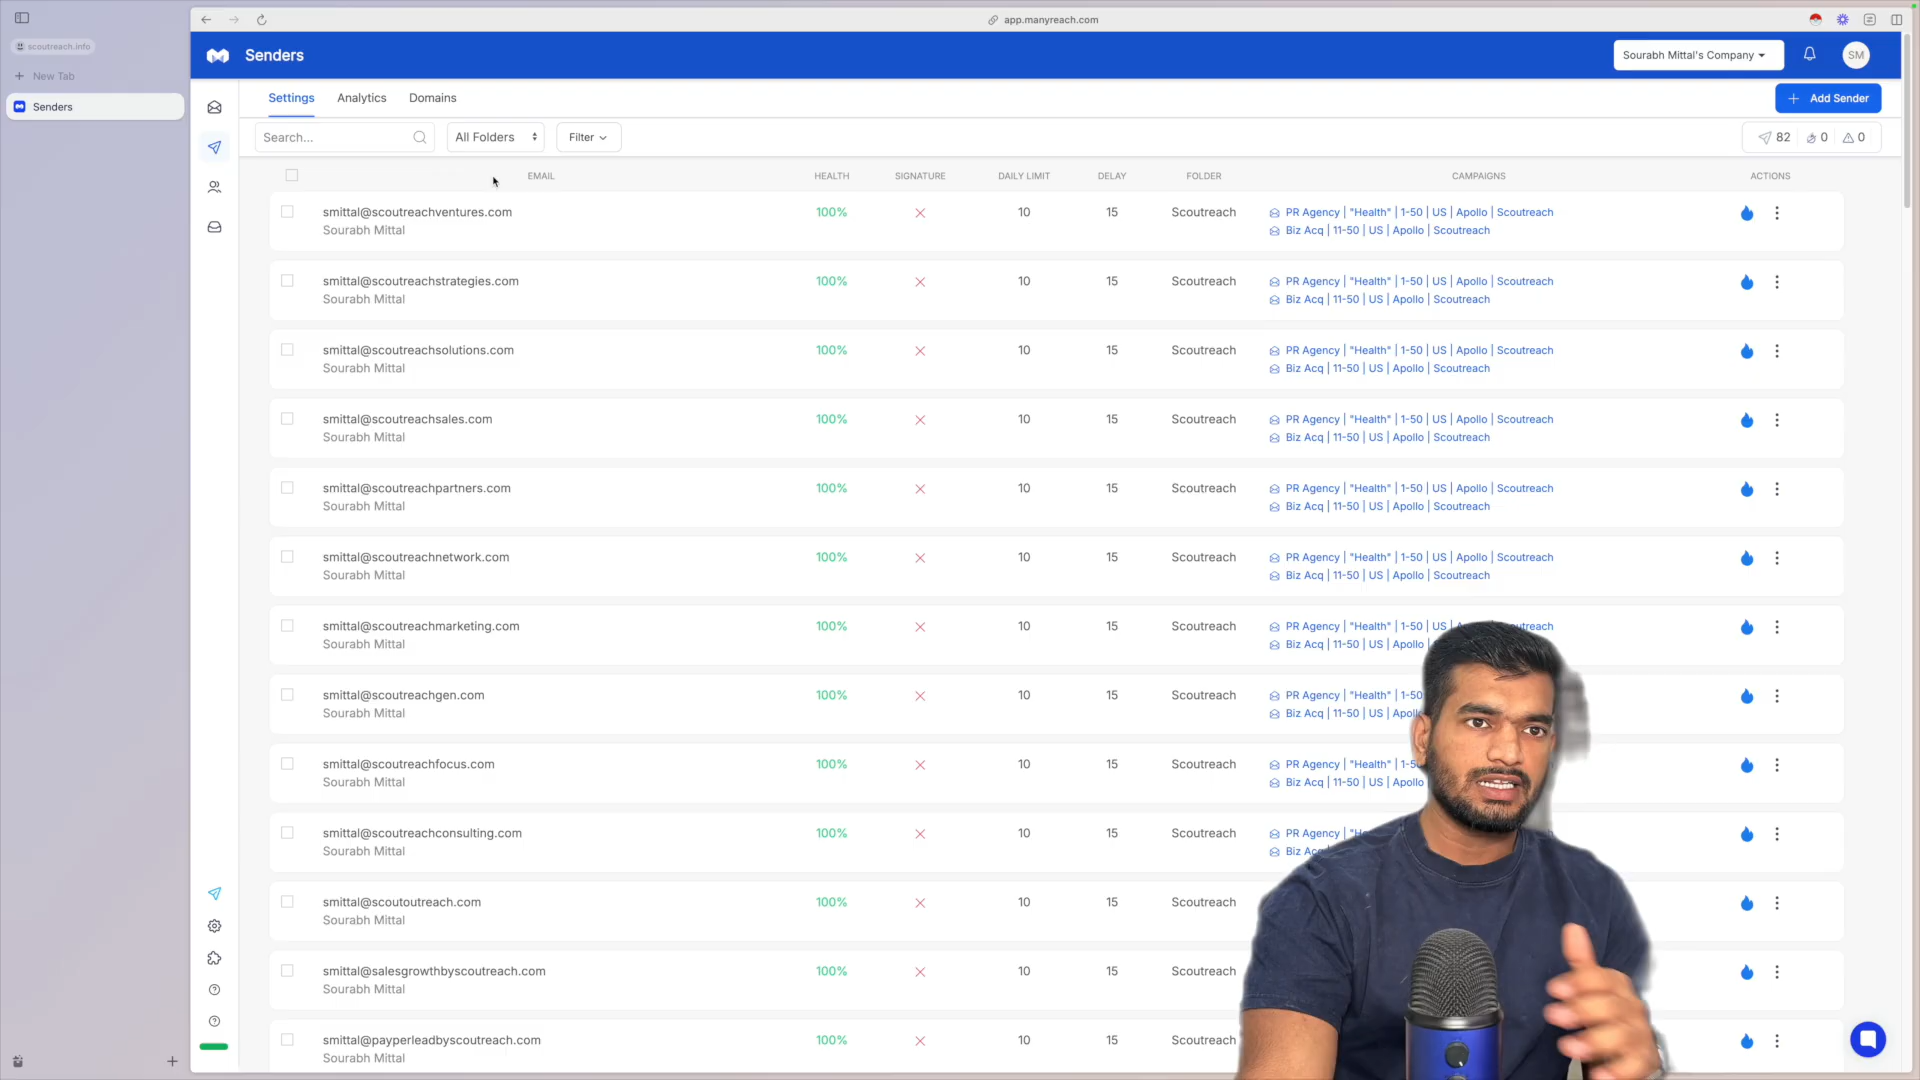 app.manyreach.com
scoutreach.info
New Tab
Senders
Senders
Sourabh Mittal's Company
SM
Settings
Analytics
Domains
Add Sender
Search...
All Folders
Filter
82
0
0
EMAIL
HEALTH
SIGNATURE
DAILY LIMIT
DELAY
FOLDER
CAMPAIGNS
ACTIONS
smittal@scoutreachventures.com
Sourabh Mittal
100%
10
15
Scoutreach
PR Agency | "Health" | 1-50 | US | Apollo | Scoutreach
Biz Acq | 11-50 | US | Apollo | Scoutreach
smittal@scoutreachstrategies.com
Sourabh Mittal
100%
10
15
Scoutreach
PR Agency | "Health" | 1-50 | US | Apollo | Scoutreach
Biz Acq | 11-50 | US | Apollo | Scoutreach
smittal@scoutreachsolutions.com
Sourabh Mittal
100%
10
15
Scoutreach
PR Agency | "Health" | 1-50 | US | Apollo | Scoutreach
Biz Acq | 11-50 | US | Apollo | Scoutreach
smittal@scoutreachsales.com
Sourabh Mittal
100%
10
15
Scoutreach
PR Agency | "Health" | 1-50 | US | Apollo | Scoutreach
Biz Acq | 11-50 | US | Apollo | Scoutreach
smittal@scoutreachpartners.com
Sourabh Mittal
100%
10
15
Scoutreach
PR Agency | "Health" | 1-50 | US | Apollo | Scoutreach
Biz Acq | 11-50 | US | Apollo | Scoutreach
smittal@scoutreachnetwork.com
Sourabh Mittal
100%
10
15
Scoutreach
PR Agency | "Health" | 1-50 | US | Apollo | Scoutreach
Biz Acq | 11-50 | US | Apollo | Scoutreach
smittal@scoutreachmarketing.com
Sourabh Mittal
100%
10
15
Scoutreach
PR Agency | "Health" | 1-50 | US
Biz Acq | 11-50 | US | Apollo
smittal@scoutreachgen.com
Sourabh Mittal
100%
10
15
Scoutreach
PR Agency | "Health" | 1-50
Biz Acq | 11-50 | US
smittal@scoutreachfocus.com
Sourabh Mittal
100%
10
15
Scoutreach
PR Agency | "Health" |
Biz Acq | 11-50 | US | Apollo
smittal@scoutreachconsulting.com
Sourabh Mittal
100%
10
15
Scoutreach
PR Agency |
Biz
smittal@scoutoutreach.com
Sourabh Mittal
100%
10
15
Scoutreach
smittal@salesgrowthbyscoutreach.com
Sourabh Mittal
100%
10
15
Scoutreach
smittal@payperleadbyscoutreach.com
Sourabh Mittal
100%
10
15
Scoutreach